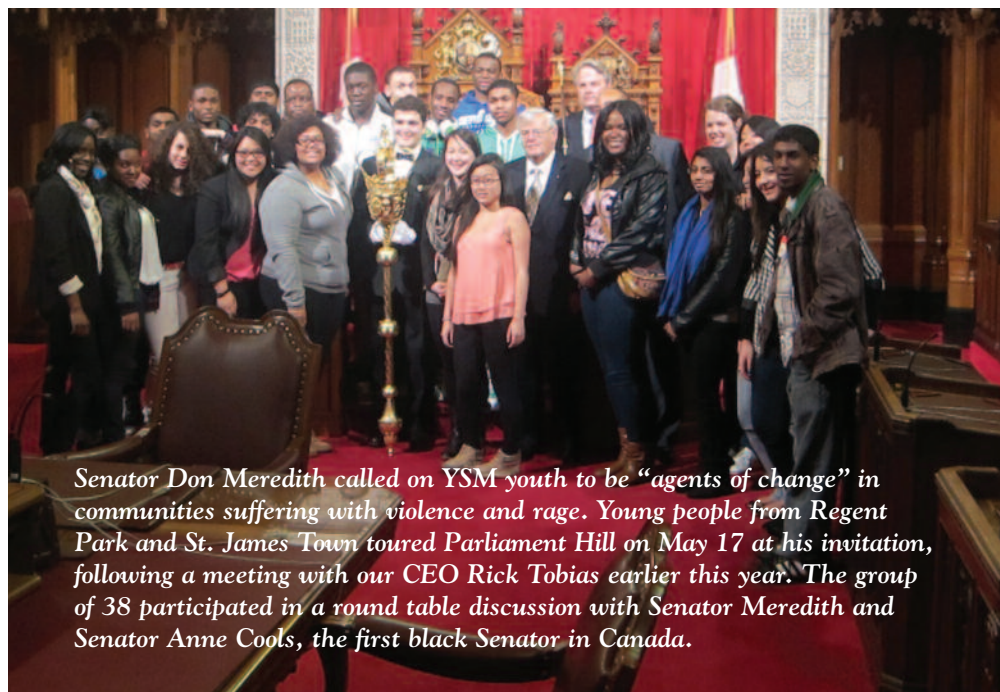 Senator Don Meredith called on YSM youth to be “agents of change” in
communities suffering with violence and rage. Young people from Regent
Park and St. James Town toured Parliament Hill on May 17 at his invitation,
following a meeting with our CEO Rick Tobias earlier this year. The group
of 38 participated in a round table discussion with Senator Meredith and
Senator Anne Cools, the first black Senator in Canada.